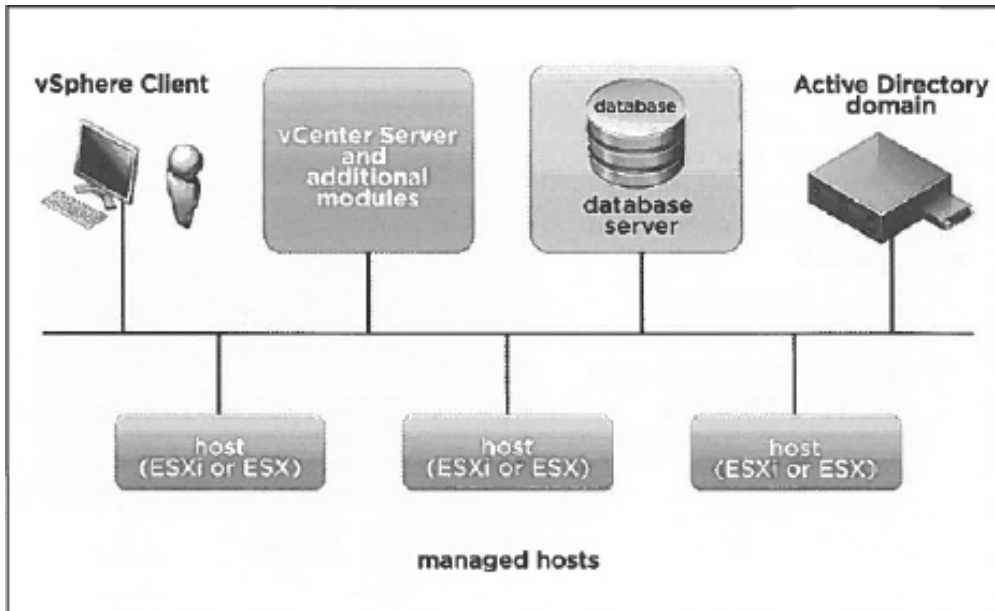 vSphere Client
vCenter Server
and
additional
modules
database
database
server
Active Directory
domain
host
(ESXi or ESX)
host
(ESXi or ESX)
host
(ESXi or ESX)
managed hosts